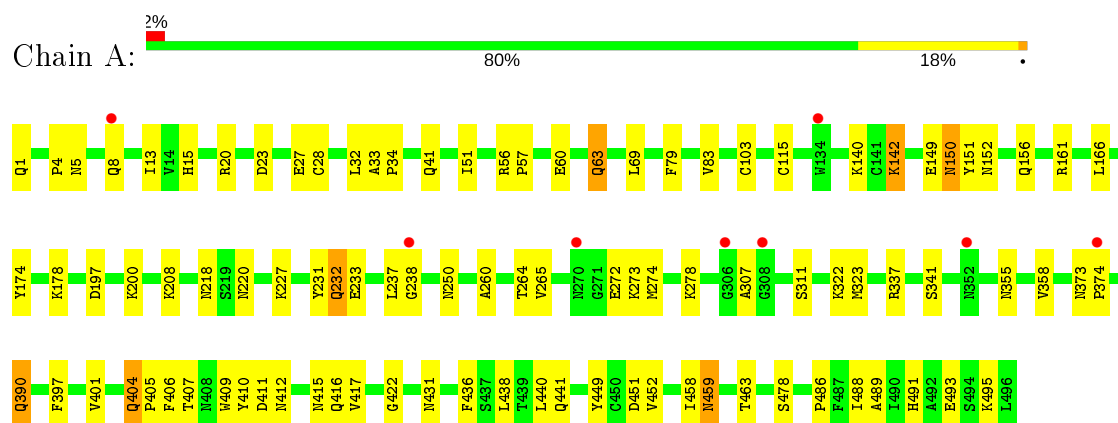 2%
Chain A:
80% 18% •
Q1 P4 N5 Q8 I13 V14 H15 R20 D23 E27 C28 L32 A33 P34 Q41 I51 R56 P57 E60 Q63 L69 F79 V83 C103 C115 W134 K140 C141 K142 E149 N150 Y151 N152 Q156 R161 L166
Y174 K178 D197 K200 K208 N218 S219 N220 K227 Y231 Q232 E233 L237 G238 N250 A260 T264 V265 N270 G271 E272 K273 M274 K278 G306 A307 G308 S311 K322 M323 R337 S341 N352 N355 V358 N373 P374
Q390 F397 V401 Q404 P405 F406 T407 N408 W409 Y410 D411 N412 N415 Q416 V417 G422 N431 F436 S437 L438 T439 L440 Q441 Y449 C450 D451 V452 I458 N459 T463 S478 P486 F487 I488 A489 I490 H491 A492 E493 S494 K495 L496